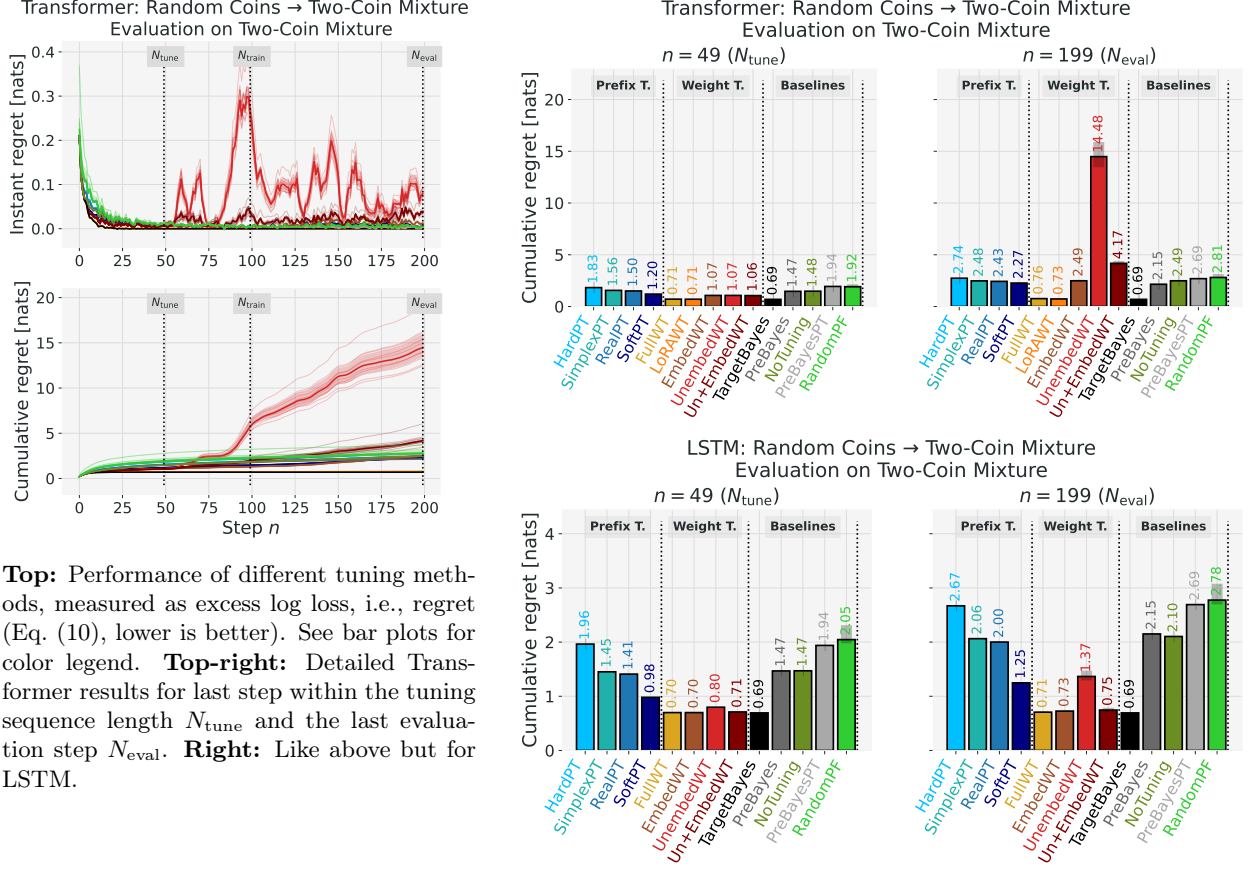 Transformer: Random Coins → Two-Coin Mixture
Evaluation on Two-Coin Mixture
Instant regret [nats]
0.4
0.3
0.2
0.1
0.0
N_tune
N_train
N_eval
0 25 50 75 100 125 150 175 200
Cumulative regret [nats]
20
15
10
5
0
N_tune
N_train
N_eval
0 25 50 75 100 125 150 175 200
Step n
Top: Performance of different tuning meth-
ods, measured as excess log loss, i.e., regret
(Eq. (10), lower is better). See bar plots for
color legend. Top-right: Detailed Trans-
former results for last step within the tuning
sequence length N_tune and the last evalua-
tion step N_eval. Right: Like above but for
LSTM.
Transformer: Random Coins → Two-Coin Mixture
Evaluation on Two-Coin Mixture
n = 49 (N_tune)
Cumulative regret [nats]
20
15
10
5
0
Prefix T. Weight T. Baselines
1.83 1.56 1.50 1.20 0.71 0.71 1.07 1.07 1.06 0.69 1.47 1.48 1.94 1.92
HardPT SimplexPT RealPT SoftPT FullWT LoRAWT EmbedWT UnembedWT Un+EmbedWT TargetBayes PreBayes NoTuning PreBayesPT RandomPF
n = 199 (N_eval)
Prefix T. Weight T. Baselines
2.74 2.48 2.43 2.27 0.76 0.73 2.49 14.48 4.17 0.69 2.15 2.49 2.69 2.81
HardPT SimplexPT RealPT SoftPT FullWT LoRAWT EmbedWT UnembedWT Un+EmbedWT TargetBayes PreBayes NoTuning PreBayesPT RandomPF
LSTM: Random Coins → Two-Coin Mixture
Evaluation on Two-Coin Mixture
n = 49 (N_tune)
Cumulative regret [nats]
4
3
2
1
0
Prefix T. Weight T. Baselines
1.96 1.45 1.41 0.98 0.70 0.70 0.80 0.71 0.69 1.47 1.47 1.94 2.05
HardPT SimplexPT RealPT SoftPT FullWT EmbedWT UnembedWT Un+EmbedWT TargetBayes PreBayes NoTuning PreBayesPT RandomPF
n = 199 (N_eval)
Prefix T. Weight T. Baselines
2.67 2.06 2.00 1.25 0.71 0.73 1.37 0.75 0.69 2.15 2.10 2.69 2.78
HardPT SimplexPT RealPT SoftPT FullWT EmbedWT UnembedWT Un+EmbedWT TargetBayes PreBayes NoTuning PreBayesPT RandomPF